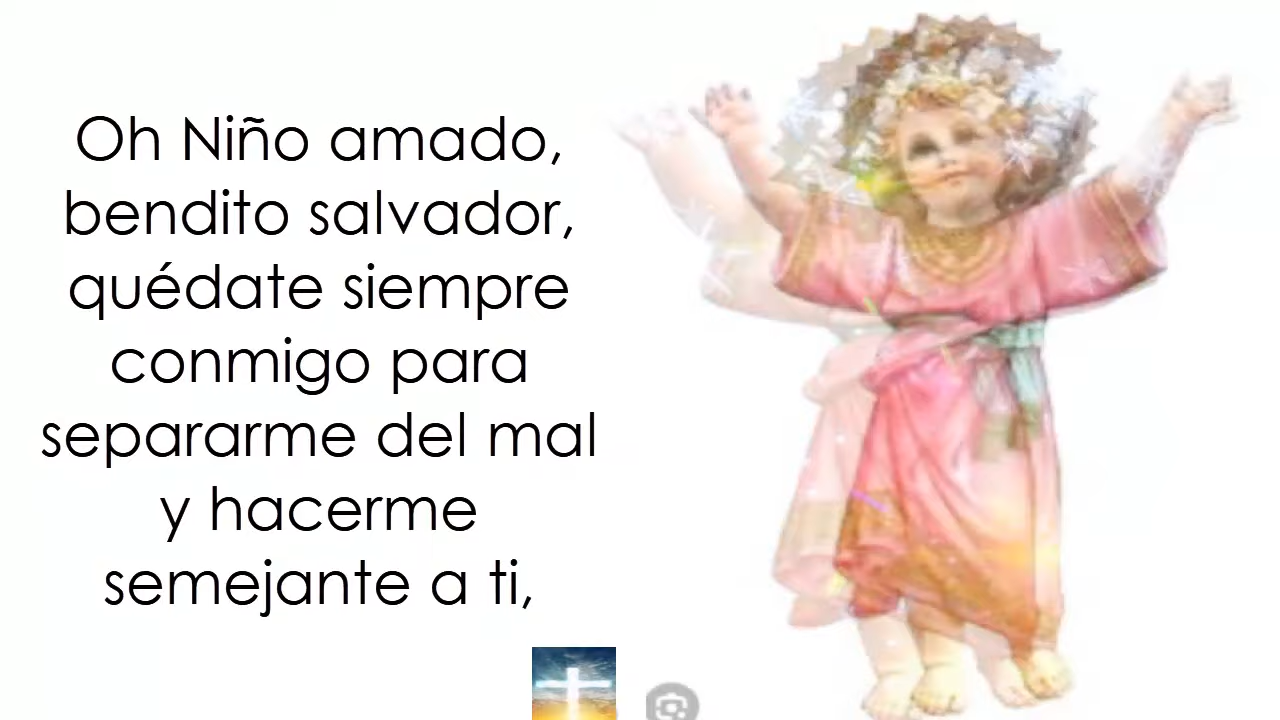 Oh Niño amado,
bendito salvador,
quédate siempre
conmigo para
separarme del mal
y hacerme
semejante a ti,